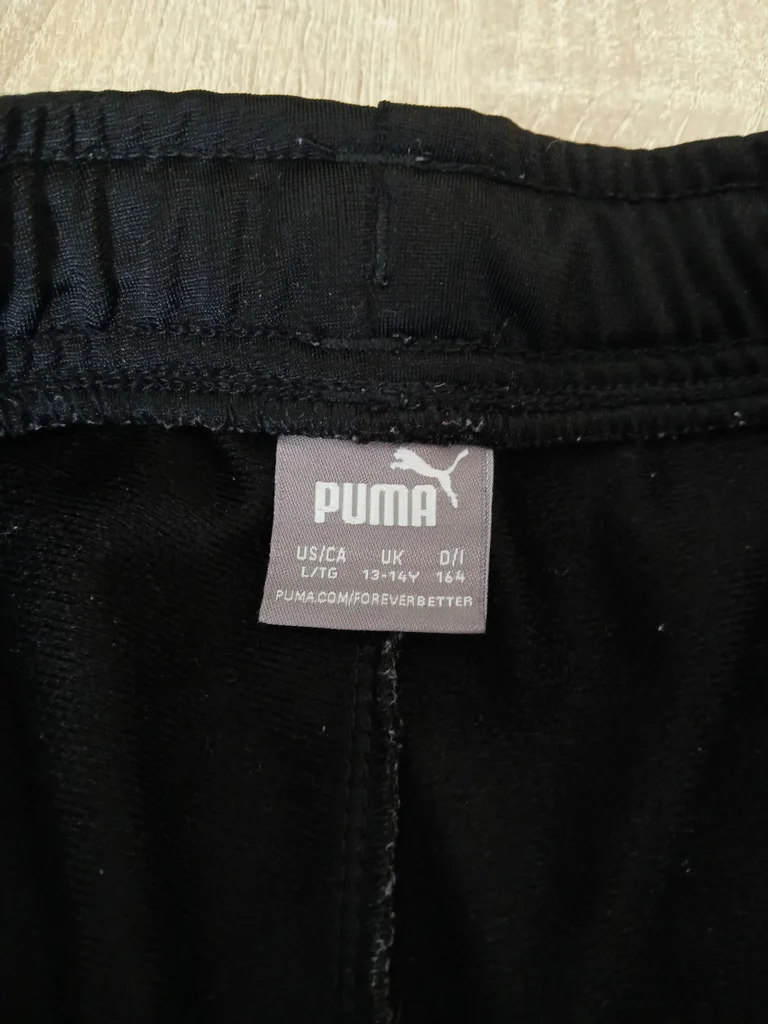 PUMA
US/CA UK D/I
L/TG 13-14Y 164
PUMA.COM/FOREVERBETTER